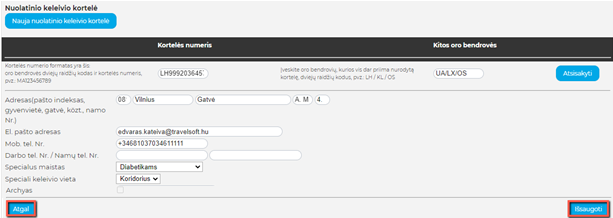 Nuolatinio keleivio kortelė
Nauja nuolatinio keleivio kortelė
Kortelės numeris Kitos oro bendrovės
Kortelės numerio formatas yra šis:
oro bendrovės dviejų raidžių kodas ir kortelės numeris,
pvz.: MA123456789
LH999203645
Įveskite oro bendrovių, kurios vis dar priima nurodytą
kortelę, dviejų raidžių kodus, pvz.: LH / KL / OS
UA/LX/OS
Atsisakyti
Adresas(pašto indeksas,
gyvenvietė, gatvė,közt., namo
Nr.)
08 Vilnius Gatvė A. M 4
El. pašto adresas edvaras.kateiva@travelsoft.hu
Mob. tel. Nr. +34681037034611111
Darbo tel. Nr. / Namų tel. Nr.
Specialus maistas Diabetikams
Speciali keleivio vieta Koridorius
Archyas
Atgal Išsaugoti